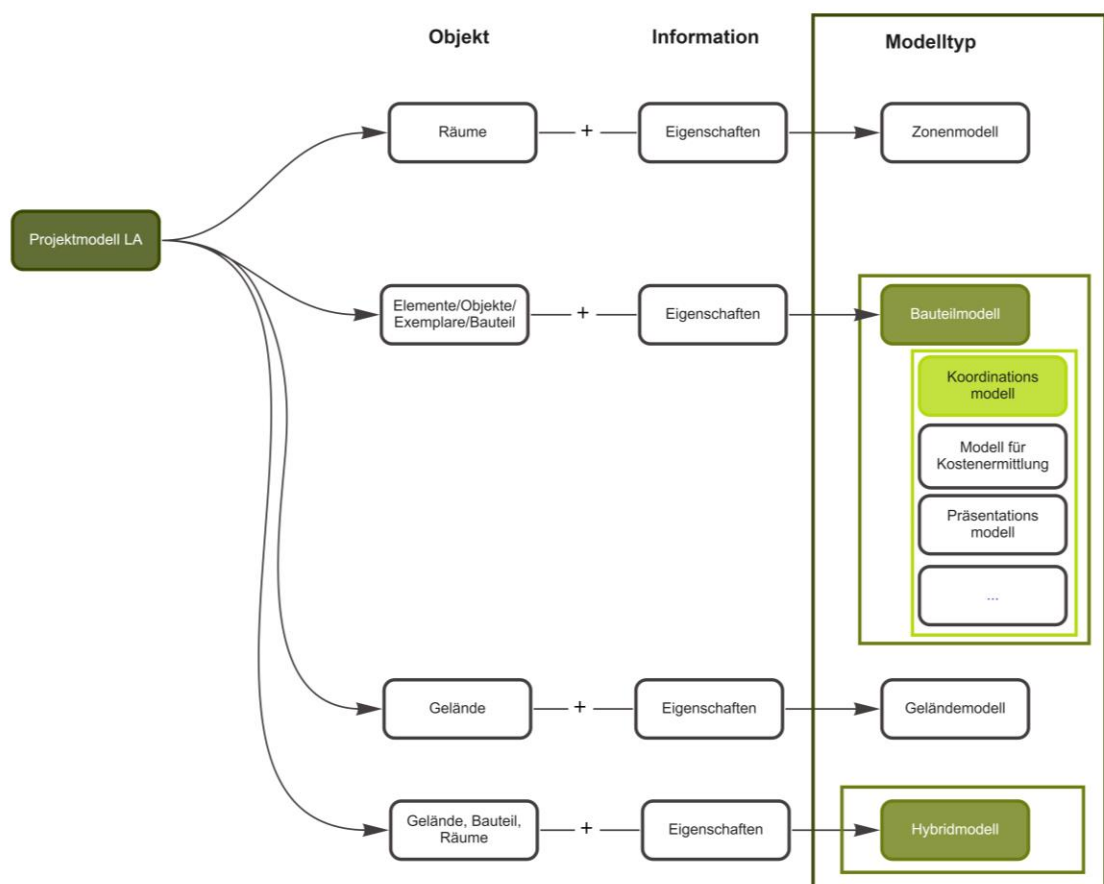 Objekt
Information
Modelltyp
Räume
+
Eigenschaften
Zonenmodell
Projektmodell LA
Elemente/Objekte/
Exemplare/Bauteil
+
Eigenschaften
Bauteilmodell
Koordinations
modell
Modell für
Kostenermittlung
Präsentations
modell
...
Gelände
+
Eigenschaften
Geländemodell
Gelände, Bauteil,
Räume
+
Eigenschaften
Hybridmodell